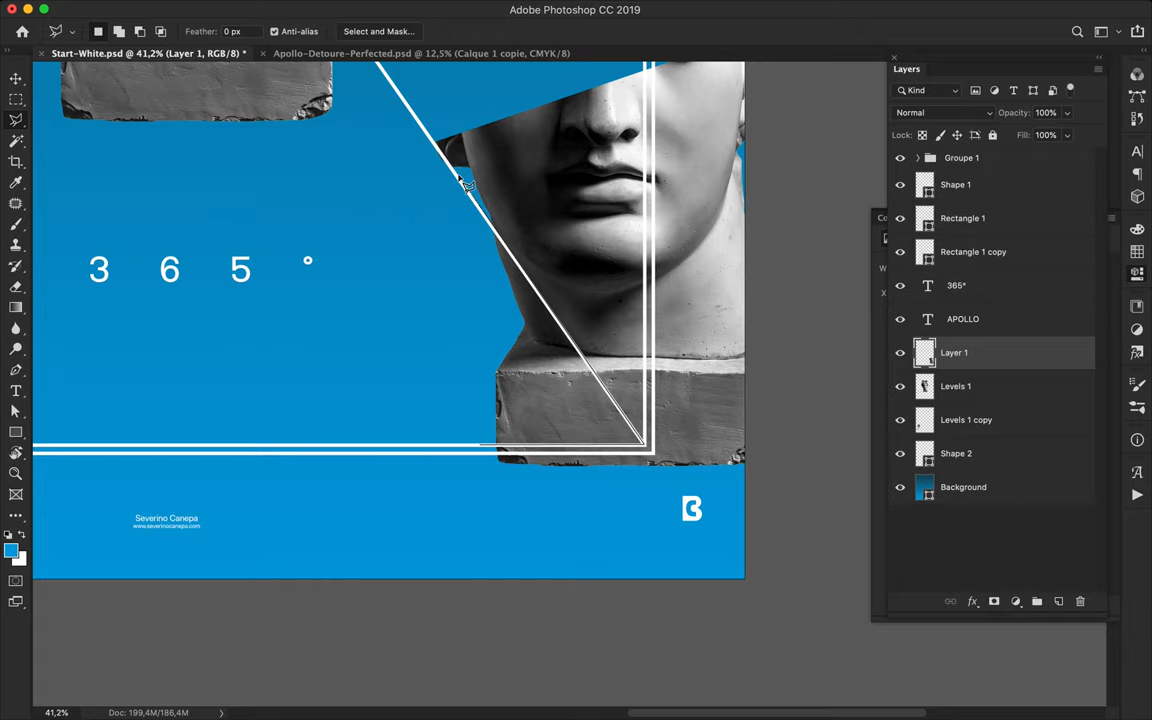 Adobe Photoshop CC 2019
Feather: 0 px
Anti-alias
Select and Mask...
Start-White.psd @ 41,2% (Layer 1, RGB/8) *
Apollo-Detoure-Perfected.psd @ 12,5% (Calque 1 copie, CMYK/8)
Layers
Kind
Normal
Opacity: 100%
Lock:
Fill: 100%
Groupe 1
Shape 1
Rectangle 1
Rectangle 1 copy
365°
APOLLO
Layer 1
Levels 1
Levels 1 copy
Shape 2
Background
3 6 5 °
Severino Canepa
www.severinocanepa.com
41,2%
Doc: 199,4M/186,4M